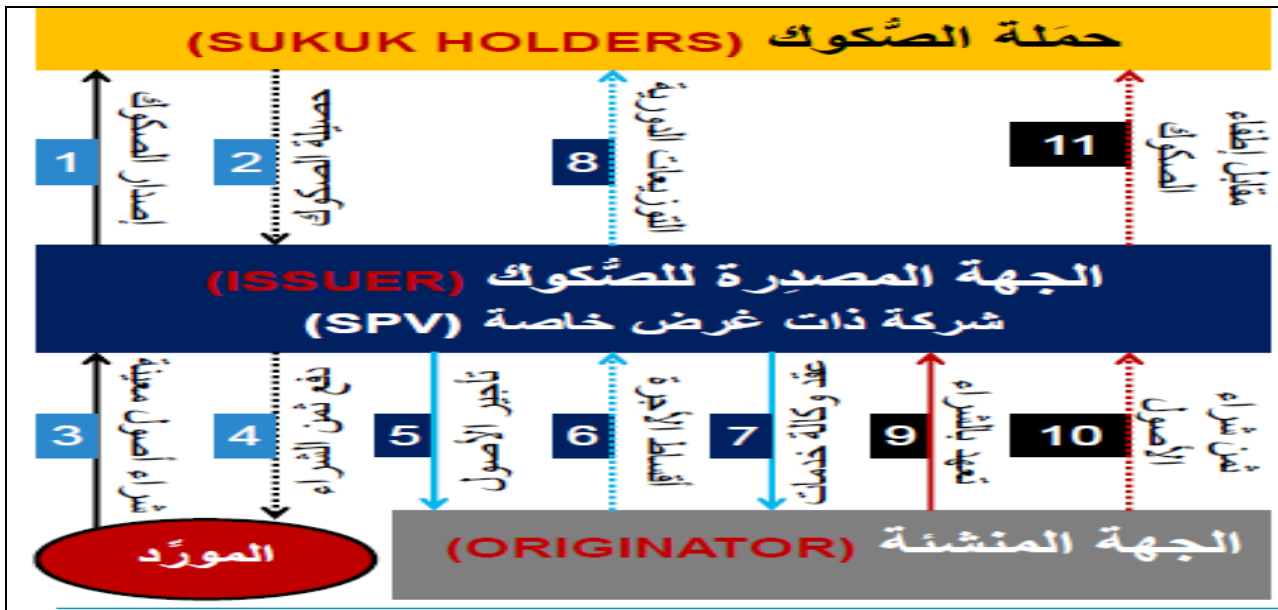 حمَلة الصُّكوك (SUKUK HOLDERS)
1
إصدار الصكوك
2
حصيلة الصكوك
8
التوزيعات الدورية
11
مقابل إطفاء
الصكوك
الجهة المصدِرة للصُّكوك (ISSUER)
شركة ذات غرض خاصة (SPV)
3
شراء أصول معينة
4
دفع ثمن الشراء
5
الأصول
6
أقساط الأجرة
7
وكالة خدمات
9
تعهد بالشراء
10
ثمن شراء
الأصول
المورِّد
الجهة المنشئة (ORIGINATOR)